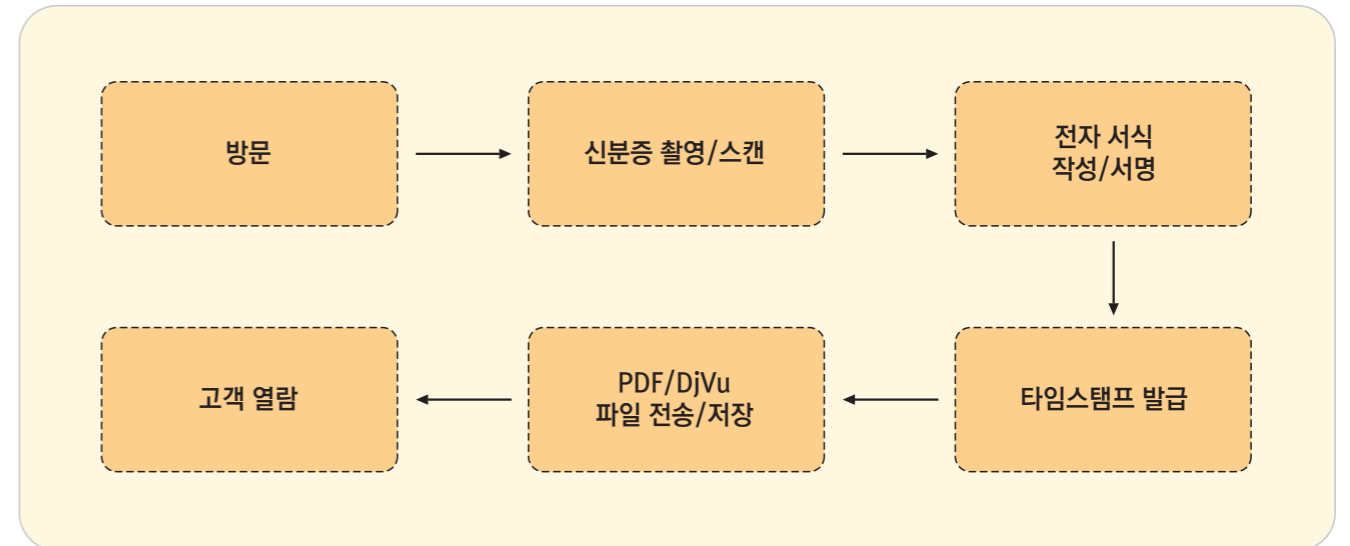 방문
신분증 촬영/스캔
전자 서식
작성/서명
타임스탬프 발급
PDF/DjVu
파일 전송/저장
고객 열람